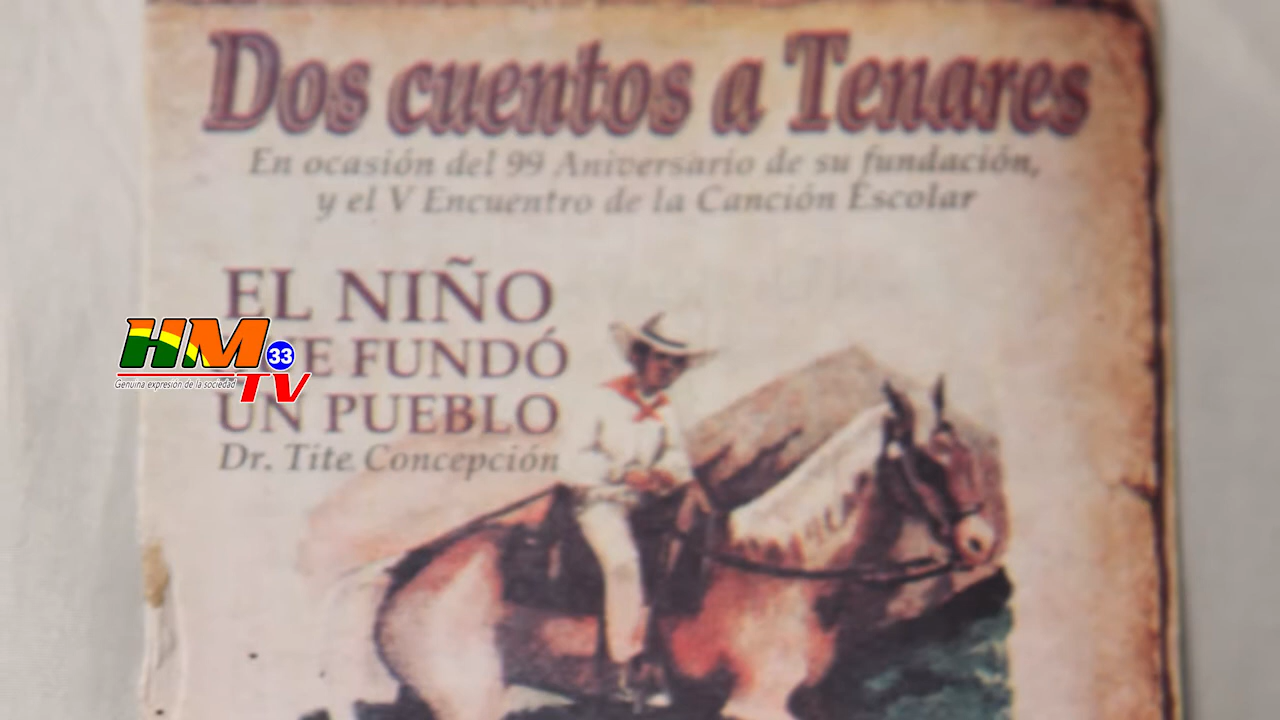 Dos cuentos a Tenares
En ocasión del 99 Aniversario de su fundación,
y el V Encuentro de la Canción Escolar
EL NIÑO
E FUNDÓ
UN PUEBLO
Dr. Tite Concepción
HM
33
Genuina expresión de la sociedad
TV